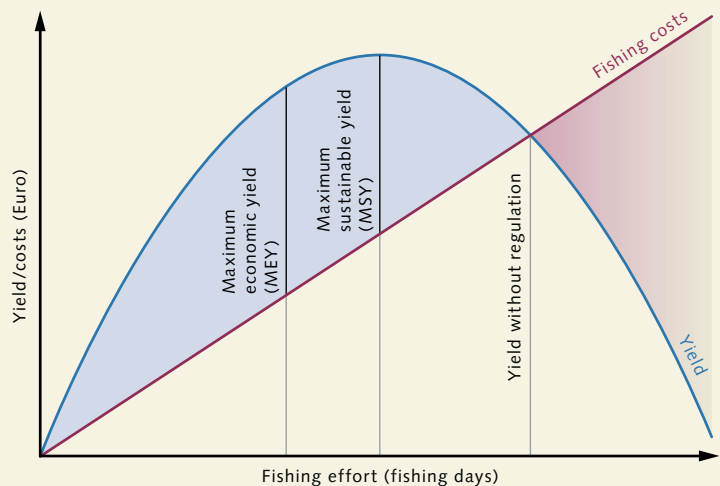 Yield/costs (Euro)
Maximum
economic yield
(MEY)
Maximum
sustainable yield
(MSY)
Yield without regulation
Fishing costs
Yield
Fishing effort (fishing days)